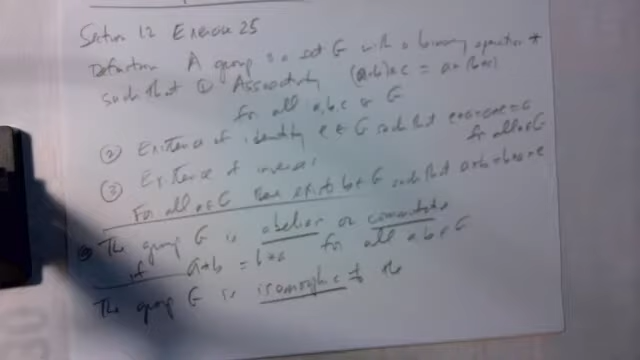 Section 12 Exercise 25
Definition A group is a set G with a binary operation *
such that ① Associativity (a*b)*c = a*(b*c)
for all a,b,c in G
② Existence of identity e ∈ G such that e*a=a*e=a
for all a∈G
③ Existence of inverses
For all a∈G there exists b∈G such that a*b=b*a=e
The group G is abelian or commutative
if a*b = b*a for all a,b∈G
The group G is isomorphic to the